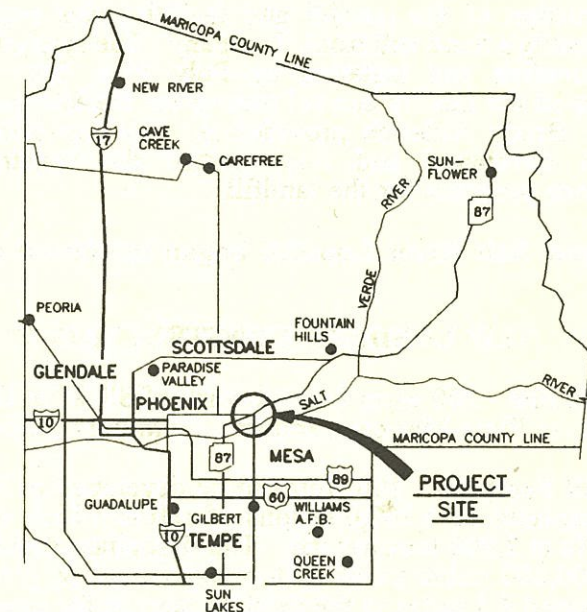 MARICOPA COUNTY LINE
NEW RIVER
17
CAVE
CREEK
CAREFREE
SUN-
FLOWER
RIVER
87
VERDE
PEORIA
FOUNTAIN
HILLS
SCOTTSDALE
GLENDALE
PARADISE
VALLEY
PHOENIX
SALT
RIVER
10
87
MESA
MARICOPA COUNTY LINE
89
PROJECT
SITE
60
GUADALUPE
GILBERT
WILLIAMS
A.F.B.
10
TEMPE
QUEEN
CREEK
SUN
LAKES